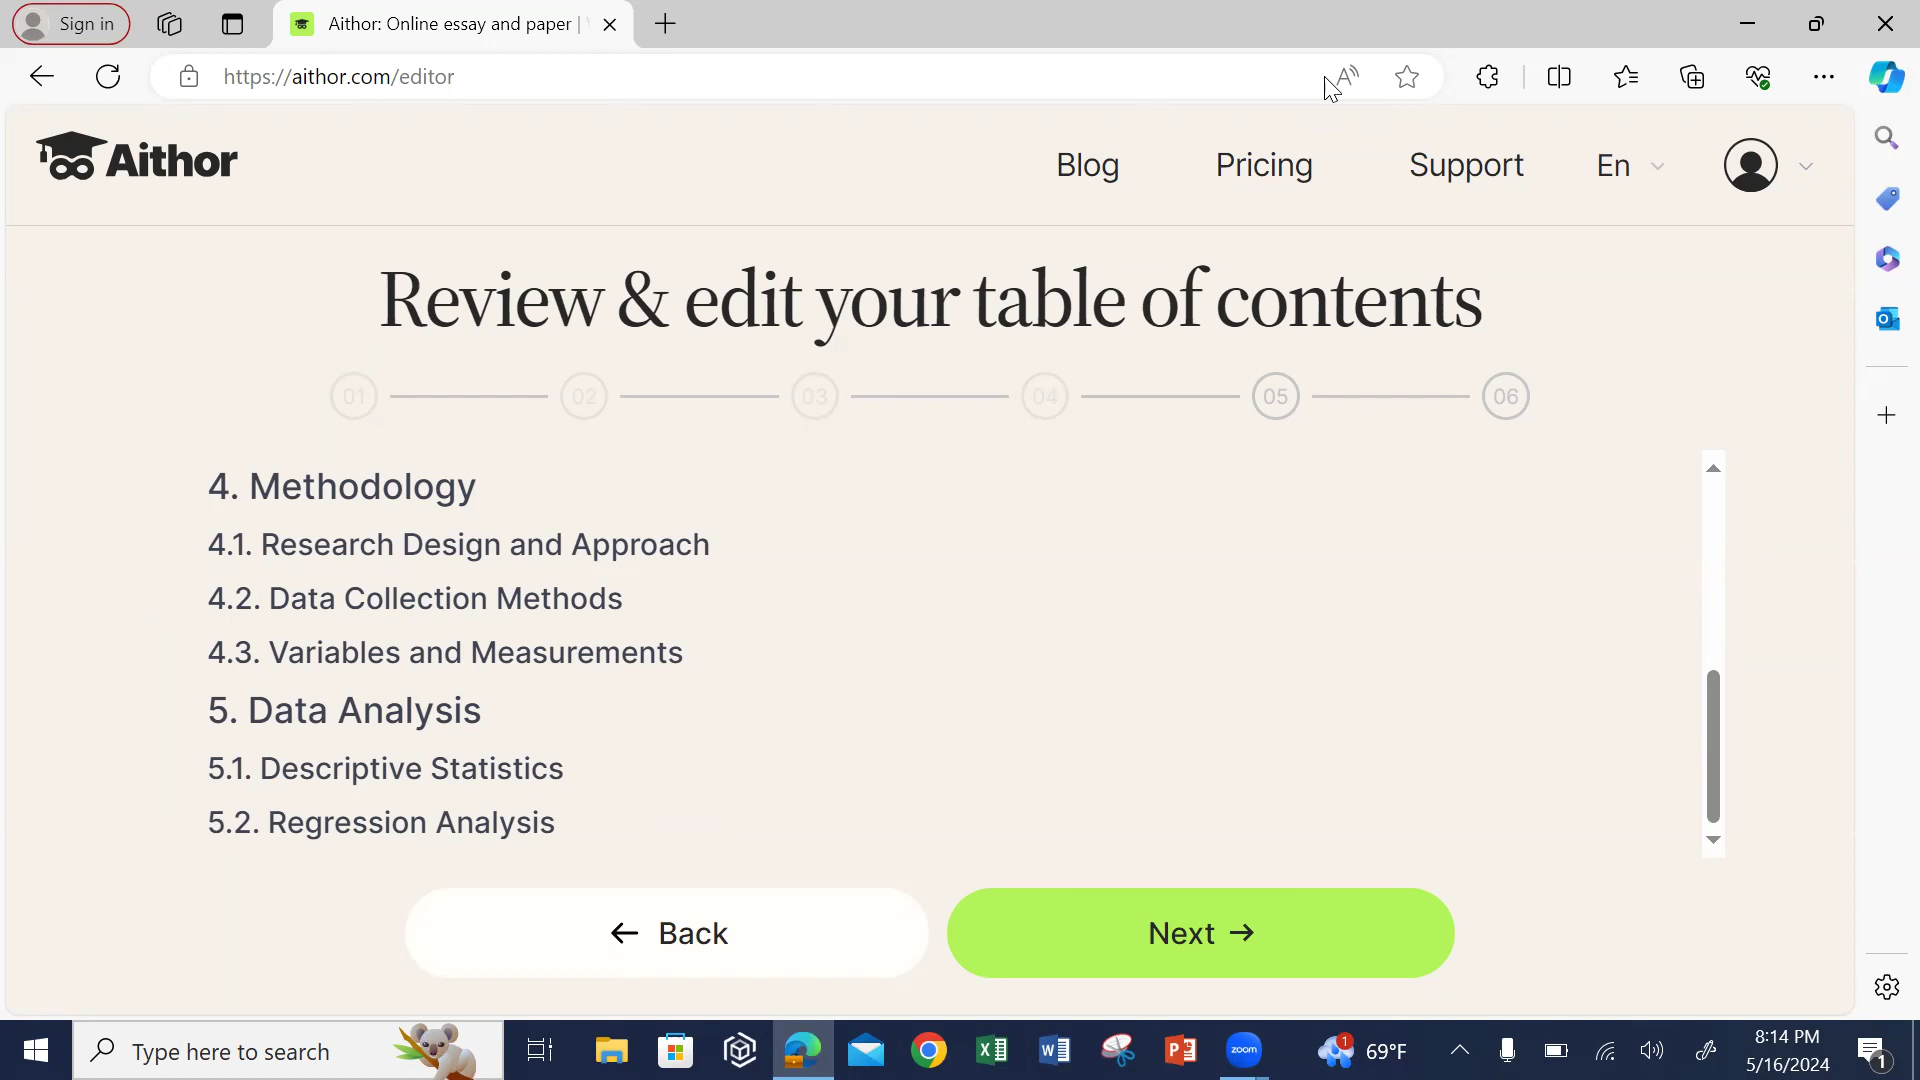 Sign in
Aithor: Online essay and paper |
https://aithor.com/editor
Aithor
Blog
Pricing
Support
En
Review & edit your table of contents
01
02
03
04
05
06
4. Methodology
4.1. Research Design and Approach
4.2. Data Collection Methods
4.3. Variables and Measurements
5. Data Analysis
5.1. Descriptive Statistics
5.2. Regression Analysis
← Back
Next →
Type here to search
zoom
1
69°F
8:14 PM
5/16/2024
1